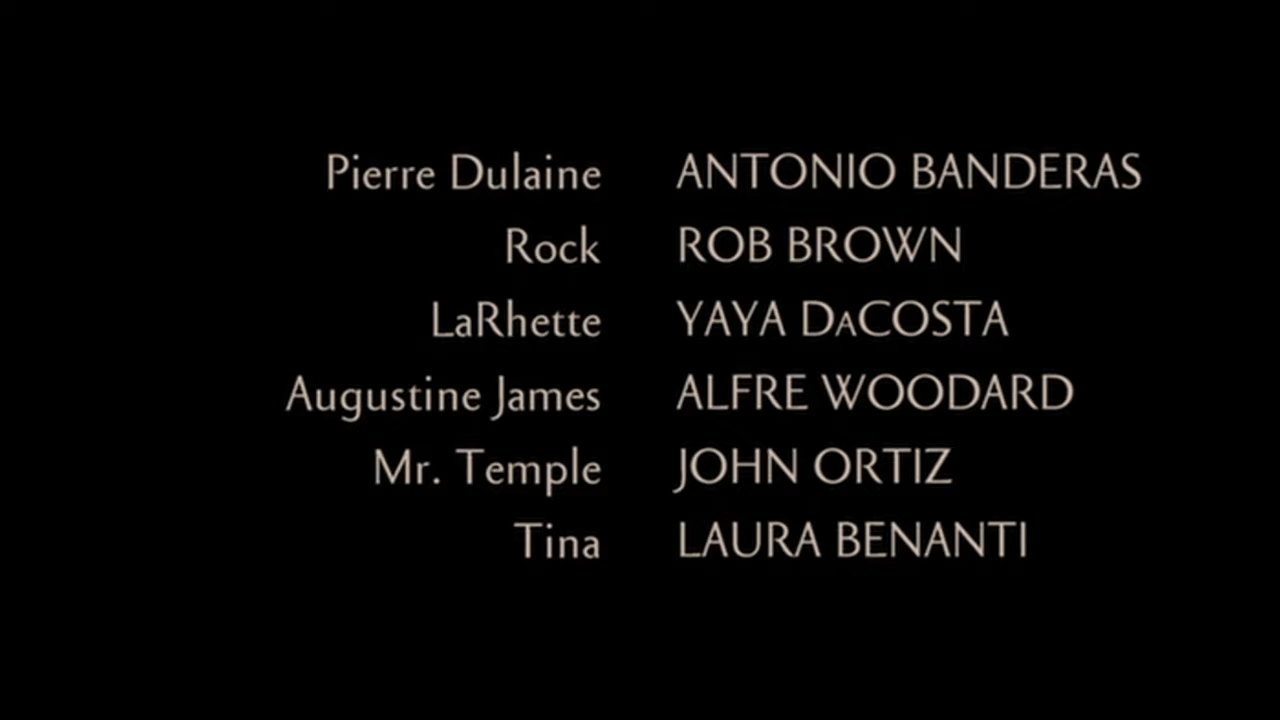 Pierre Dulaine ANTONIO BANDERAS
Rock ROB BROWN
LaRhette YAYA DaCOSTA
Augustine James ALFRE WOODARD
Mr. Temple JOHN ORTIZ
Tina LAURA BENANTI